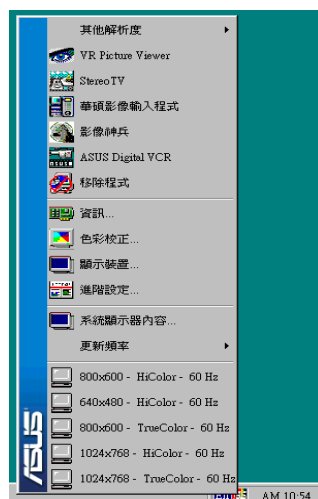 其他解析度
VR Picture Viewer
StereoTV
華碩影像輸入程式
影像神兵
ASUS Digital VCR
移除程式
資訊...
色彩校正...
顯示裝置...
進階設定...
系統顯示器內容...
更新頻率
800x600 - HiColor - 60 Hz
640x480 - HiColor - 60 Hz
800x600 - TrueColor - 60 Hz
1024x768 - HiColor - 60 Hz
1024x768 - TrueColor - 60 Hz
ASUS
AM 10:54